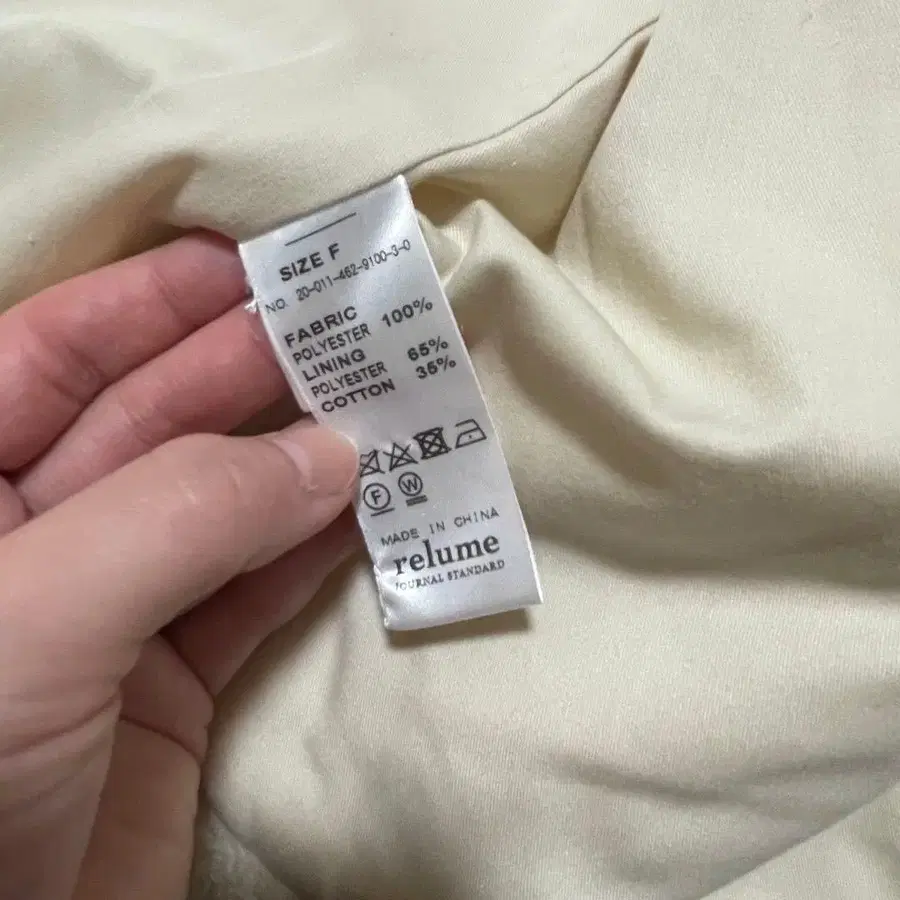 SIZE F
NO. 20-011-462-9100-3-0
FABRIC
POLYESTER 100%
LINING
POLYESTER 65%
COTTON 35%
F W
MADE IN CHINA
relume
JOURNAL STANDARD